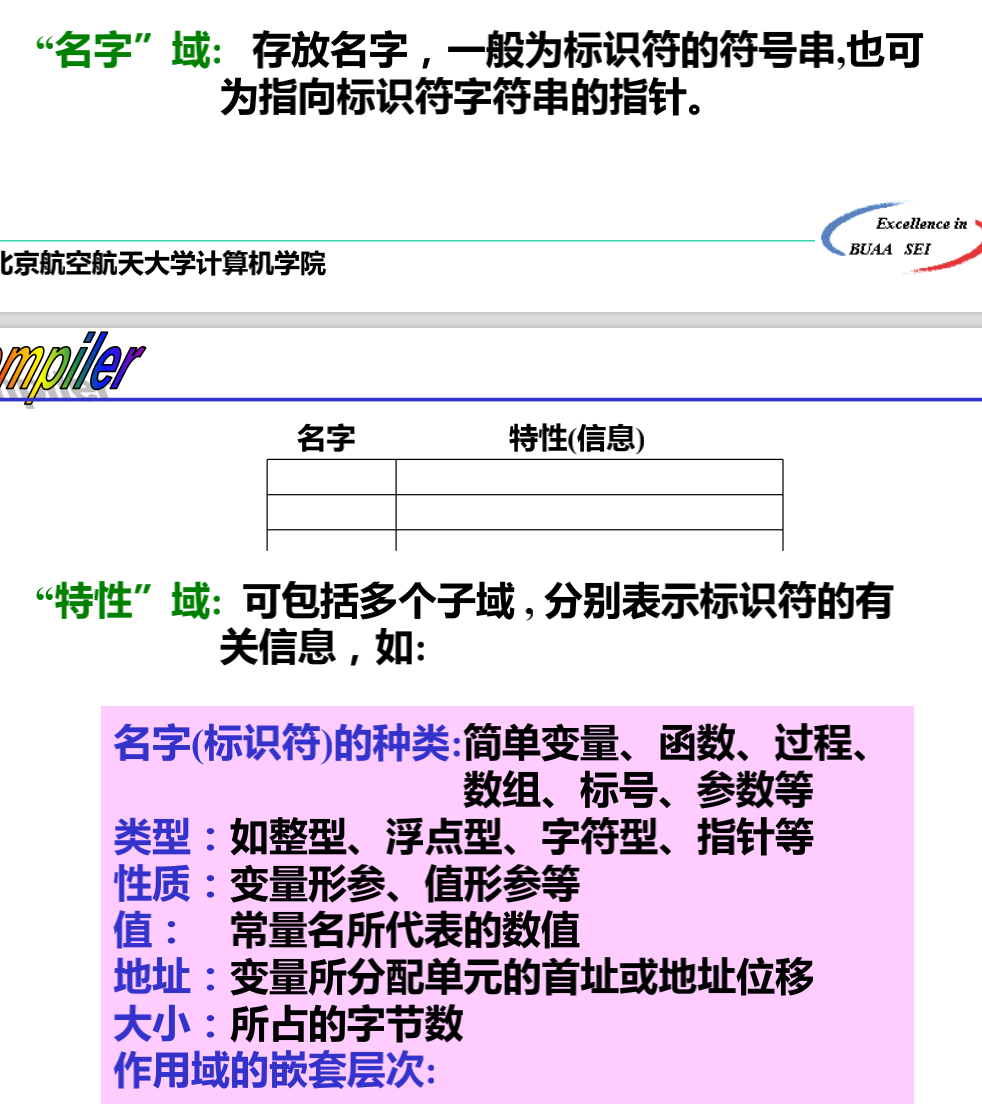 “名字”域: 存放名字，一般为标识符的符号串,也可
为指向标识符字符串的指针。
Excellence in
BUAA SEI
北京航空航天大学计算机学院
ompiler
名字 特性(信息)
“特性”域: 可包括多个子域,分别表示标识符的有
关信息，如:
名字(标识符)的种类:简单变量、函数、过程、
数组、标号、参数等
类型：如整型、浮点型、字符型、指针等
性质：变量形参、值形参等
值： 常量名所代表的数值
地址：变量所分配单元的首址或地址位移
大小：所占的字节数
作用域的嵌套层次: